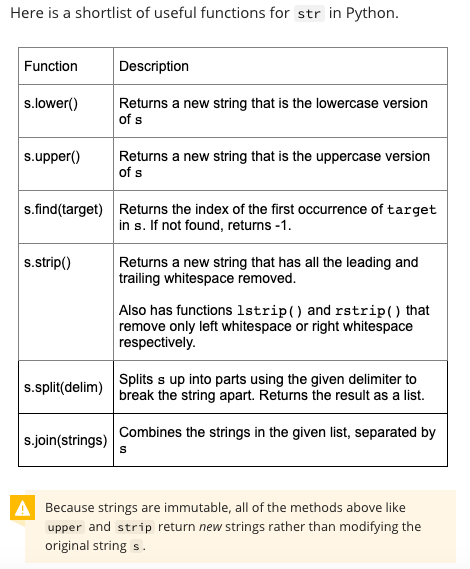 Here is a shortlist of useful functions for str in Python.
Function Description
s.lower() Returns a new string that is the lowercase version
of s
s.upper() Returns a new string that is the uppercase version
of s
s.find(target) Returns the index of the first occurrence of target
in s. If not found, returns -1.
s.strip() Returns a new string that has all the leading and
trailing whitespace removed.
Also has functions lstrip() and rstrip() that
remove only left whitespace or right whitespace
respectively.
s.split(delim) Splits s up into parts using the given delimiter to
break the string apart. Returns the result as a list.
s.join(strings) Combines the strings in the given list, separated by
s
Because strings are immutable, all of the methods above like
upper and strip return new strings rather than modifying the
original string s.